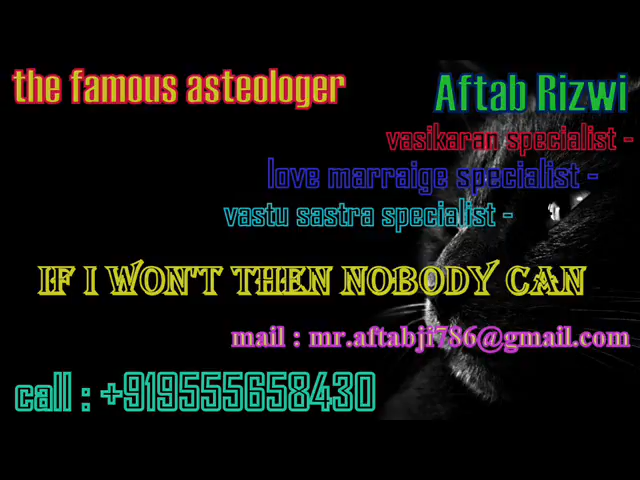 the famous asteologer
Aftab Rizwi
vasikaran specialist -
love marraige specialist -
vastu sastra specialist -
IF I WON'T THEN NOBODY CAN
mail : mr.aftabji786@gmail.com
call : +919555658430